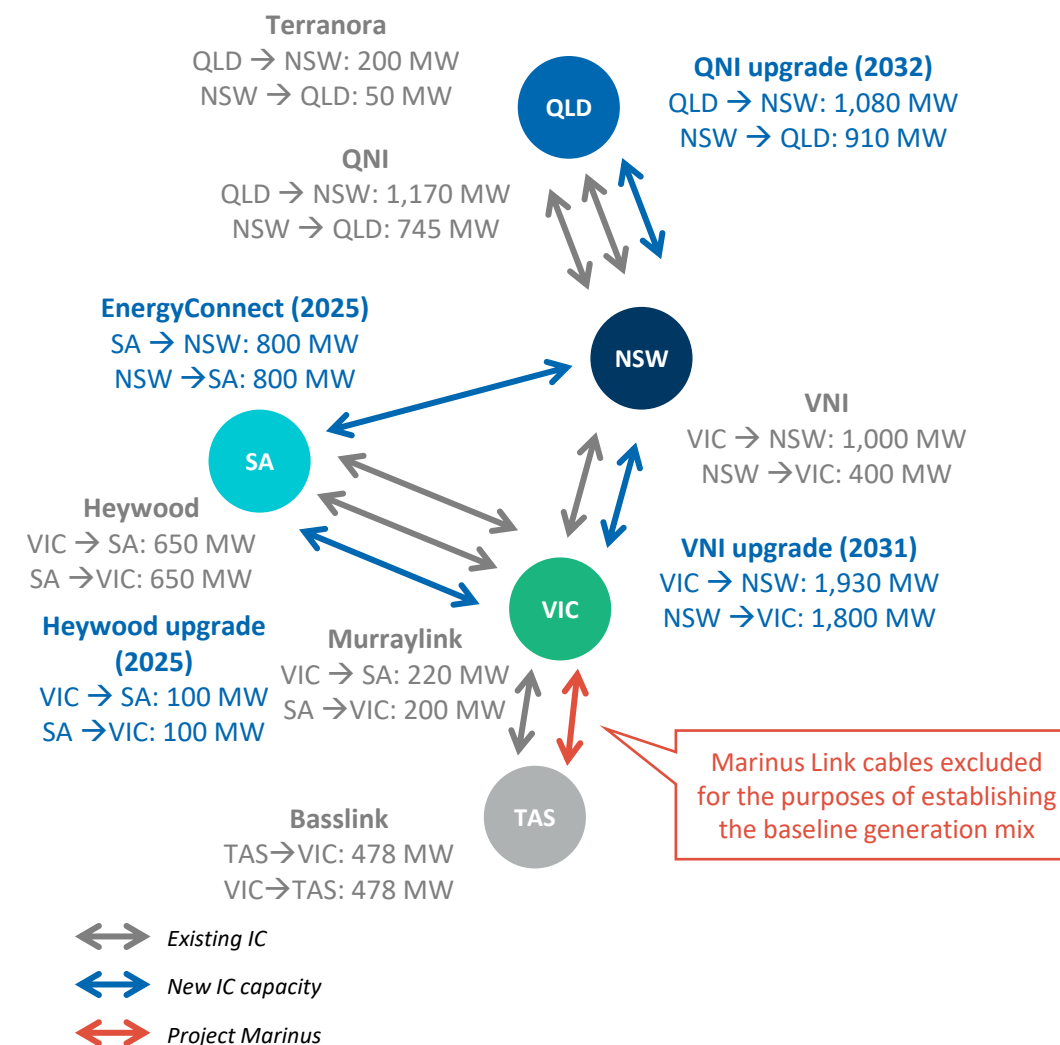 Terranora
QLD → NSW: 200 MW
NSW → QLD: 50 MW
QLD
QNI upgrade (2032)
QLD → NSW: 1,080 MW
NSW → QLD: 910 MW
QNI
QLD → NSW: 1,170 MW
NSW → QLD: 745 MW
EnergyConnect (2025)
SA → NSW: 800 MW
NSW →SA: 800 MW
NSW
VNI
VIC → NSW: 1,000 MW
NSW →VIC: 400 MW
SA
Heywood
VIC → SA: 650 MW
SA →VIC: 650 MW
VNI upgrade (2031)
VIC → NSW: 1,930 MW
NSW →VIC: 1,800 MW
VIC
Heywood upgrade
(2025)
VIC → SA: 100 MW
SA →VIC: 100 MW
Murraylink
VIC → SA: 220 MW
SA →VIC: 200 MW
Marinus Link cables excluded
for the purposes of establishing
the baseline generation mix
TAS
Basslink
TAS→VIC: 478 MW
VIC→TAS: 478 MW
Existing IC
New IC capacity
Project Marinus